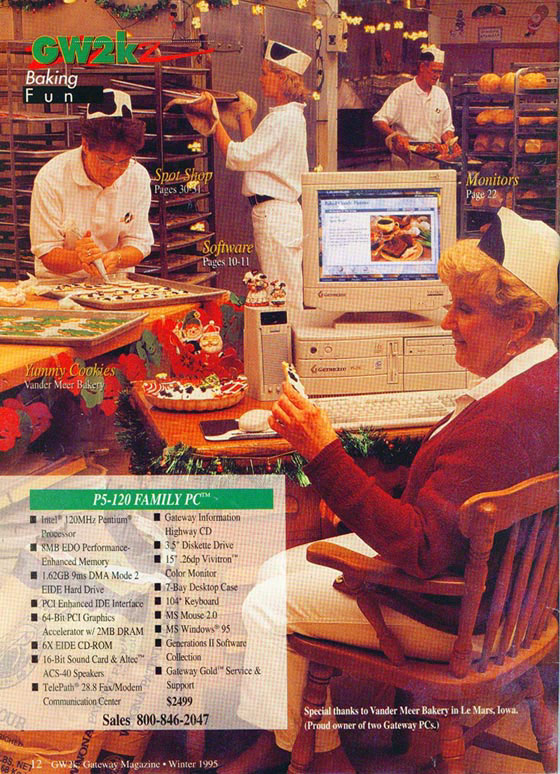 GW2k
Baking
Fun
Spot Shop
Pages 30-31
Monitors
Page 22
Software
Pages 10-11
Yummy Cookies
Vander Meer Bakery
P5-120 FAMILY PC™
Intel® 120MHz Pentium®
Processor
8MB EDO Performance-
Enhanced Memory
1.62GB 9ms DMA Mode 2
EIDE Hard Drive
PCI Enhanced IDE Interface
64-Bit PCI Graphics
Accelerator w/ 2MB DRAM
6X EIDE CD-ROM
16-Bit Sound Card & Altec™
ACS-40 Speakers
TelePath® 28.8 Fax/Modem
Communication Center
Gateway Information
Highway CD
3.5" Diskette Drive
15" .26dp Vivitron™
Color Monitor
7-Bay Desktop Case
104+ Keyboard
MS Mouse 2.0
MS Windows® 95
Generations II Software
Collection
Gateway Gold™ Service &
Support
$2499
Sales 800-846-2047
Special thanks to Vander Meer Bakery in Le Mars, Iowa.
(Proud owner of two Gateway PCs.)
12 GW2K: Gateway Magazine • Winter 1995